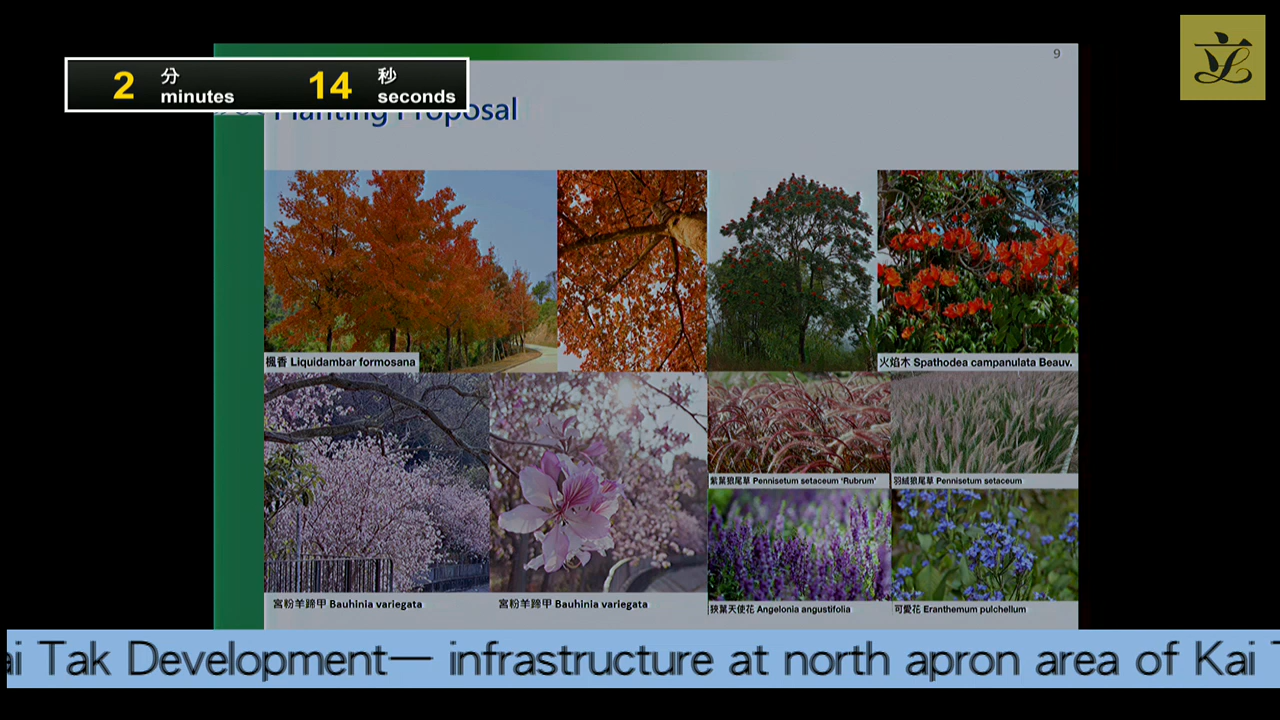 9
2 分 minutes 14 秒 seconds
Planting Proposal
楓香 Liquidambar formosana
火焰木 Spathodea campanulata Beauv.
紫葉狼尾草 Pennisetum setaceum 'Rubrum'
羽絨狼尾草 Pennisetum setaceum
宮粉羊蹄甲 Bauhinia variegata
宮粉羊蹄甲 Bauhinia variegata
狹葉天使花 Angelonia angustifolia
可愛花 Eranthemum pulchellum
ai Tak Development— infrastructure at north apron area of Kai T